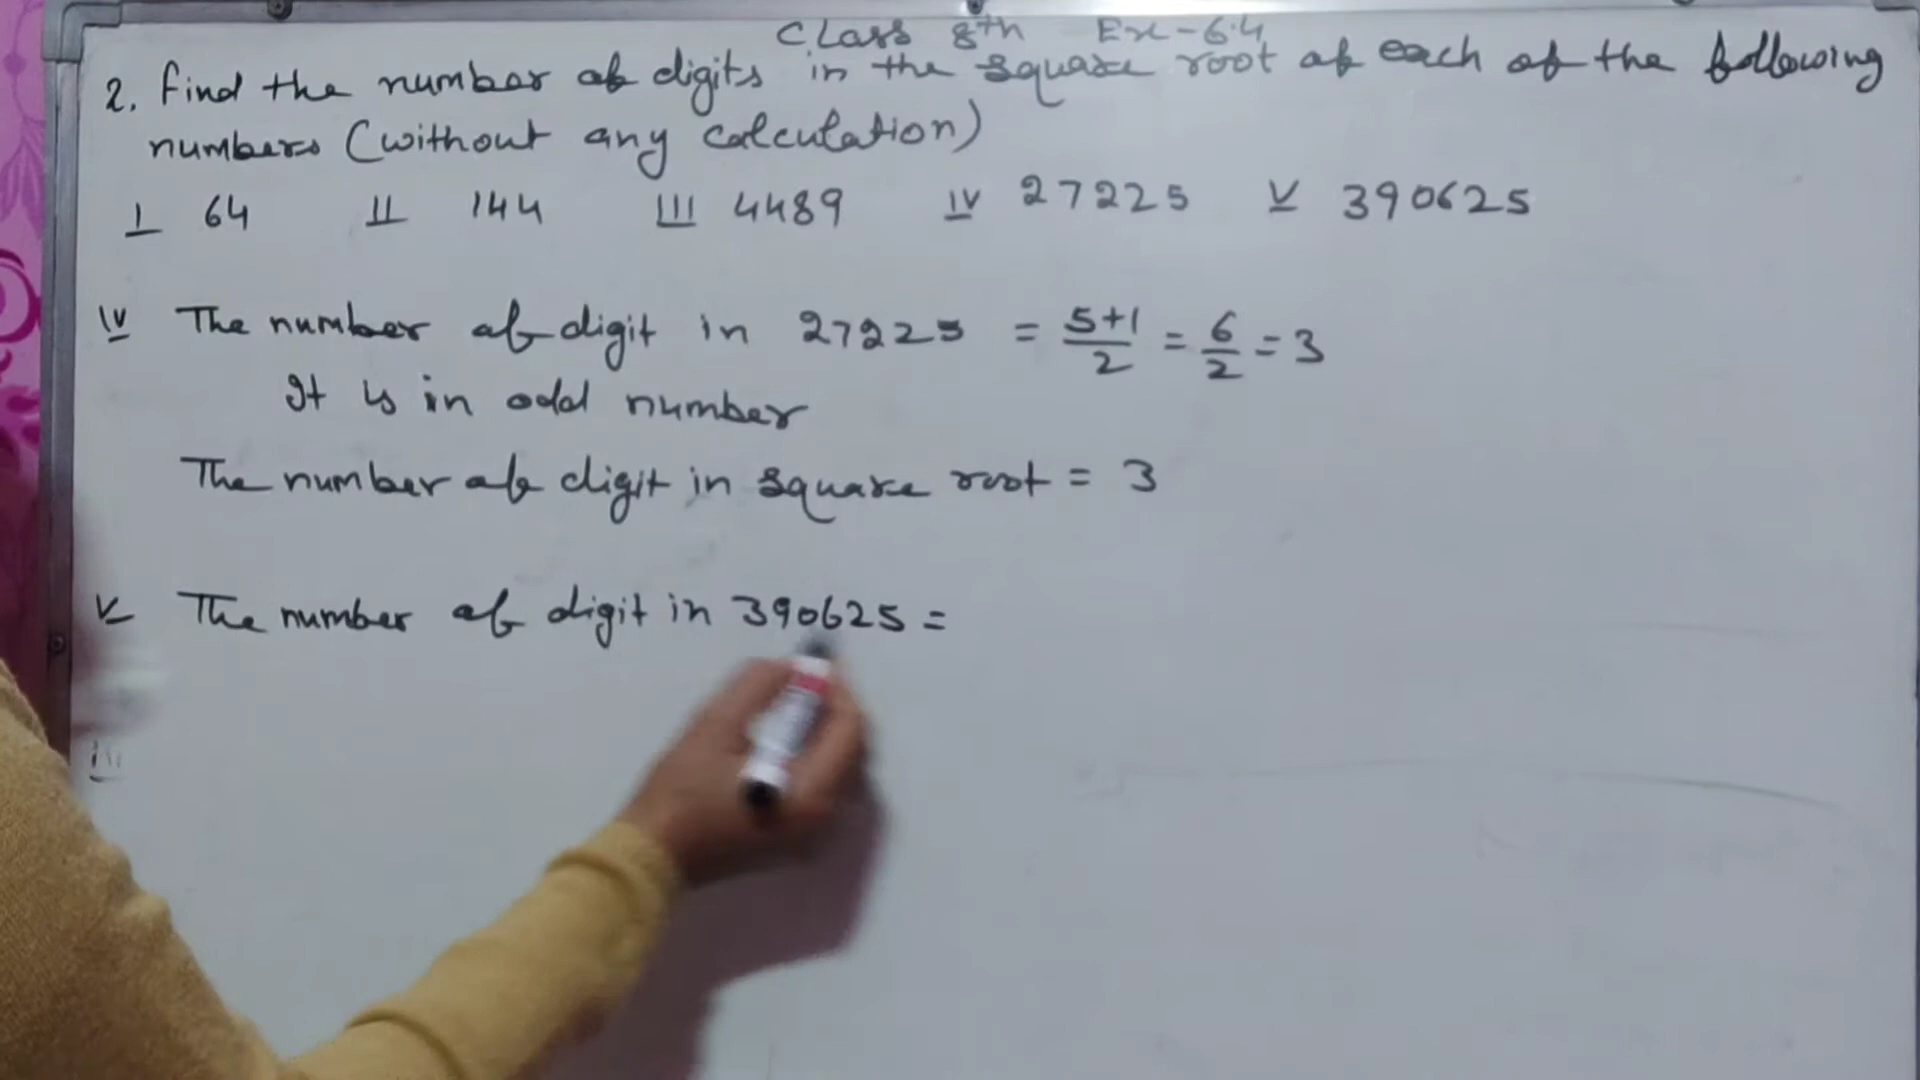 Class 8th Ex-6.4
2. Find the number of digits in the square root of each of the following
numbers (without any calculation)
I 64 II 144 III 4489 IV 27225 V 390625
IV The number of digit in 27225 = 5+1/2 = 6/2 = 3
It is in odd number
The number of digit in square root = 3
V The number of digit in 390625 =